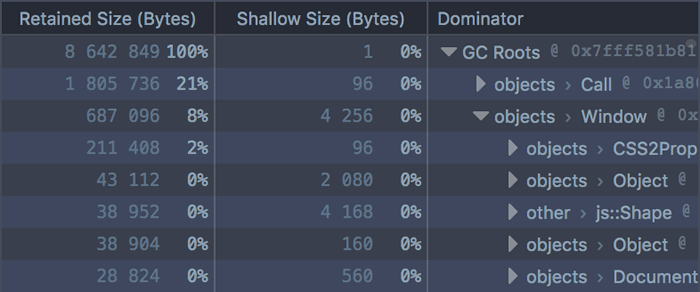 Retained Size (Bytes) Shallow Size (Bytes) Dominator
8 642 849 100% 1 0% GC Roots @ 0x7fff581b81
1 805 736 21% 96 0% objects › Call @ 0x1a8
687 096 8% 4 256 0% objects › Window @ 0x
211 408 2% 96 0% objects › CSS2Prop
43 112 0% 2 080 0% objects › Object @
38 952 0% 4 168 0% other › js::Shape @
38 904 0% 160 0% objects › Object @
28 824 0% 560 0% objects › Document